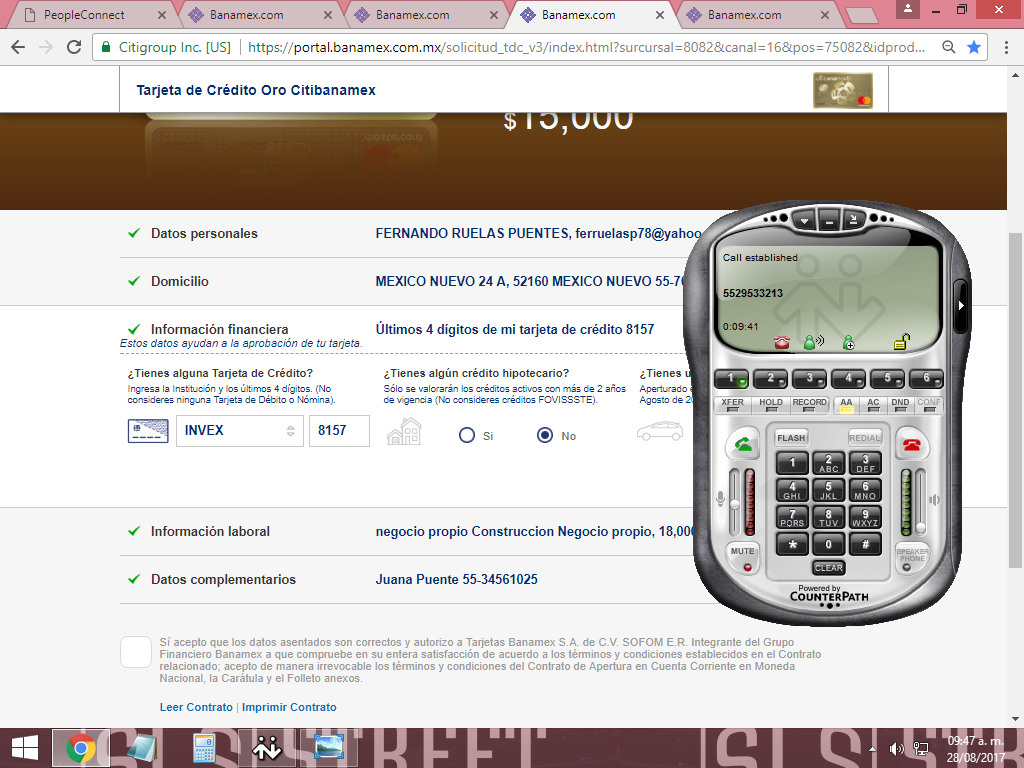 PeopleConnect
Banamex.com
Banamex.com
Banamex.com
Banamex.com
Citigroup Inc. [US]
https://portal.banamex.com.mx/solicitud_tdc_v3/index.html?surcursal=8082&canal=16&pos=75082&idprod...
Tarjeta de Crédito Oro Citibanamex
$15,000
Datos personales
FERNANDO RUELAS PUENTES, ferruelasp78@yahoo
Domicilio
MEXICO NUEVO 24 A, 52160 MEXICO NUEVO 55-70
Información financiera
Últimos 4 dígitos de mi tarjeta de crédito 8157
Estos datos ayudan a la aprobación de tu tarjeta.
¿Tienes alguna Tarjeta de Crédito?
Ingresa la Institución y los últimos 4 dígitos. (No
consideres ninguna Tarjeta de Débito o Nómina).
INVEX
8157
¿Tienes algún crédito hipotecario?
Sólo se valorarán los créditos activos con más de 2 años
de vigencia (No consideres créditos FOVISSSTE).
Si
No
¿Tienes u
Aperturado e
Agosto de 20
Información laboral
negocio propio Construccion Negocio propio, 18,000
Datos complementarios
Juana Puente 55-34561025
Sí acepto que los datos asentados son correctos y autorizo a Tarjetas Banamex S.A. de C.V. SOFOM E.R. Integrante del Grupo
Financiero Banamex a que compruebe en su entera satisfacción de acuerdo a los términos y condiciones establecidos en el Contrato
relacionado; acepto de manera irrevocable los términos y condiciones del Contrato de Apertura en Cuenta Corriente en Moneda
Nacional, la Carátula y el Folleto anexos.
Leer Contrato | Imprimir Contrato
Call established
5529533213
0:09:41
1 2 3 4 5 6
XFER HOLD RECORD AA AC DND CONF
FLASH REDIAL
1 2 ABC 3 DEF
4 GHI 5 JKL 6 MNO
7 PQRS 8 TUV 9 WXYZ
* 0 #
MUTE
CLEAR
SPEAKER
PHONE
Powered by
COUNTERPATH
SLS STREET
SLS S
09:47 a. m.
28/08/2017